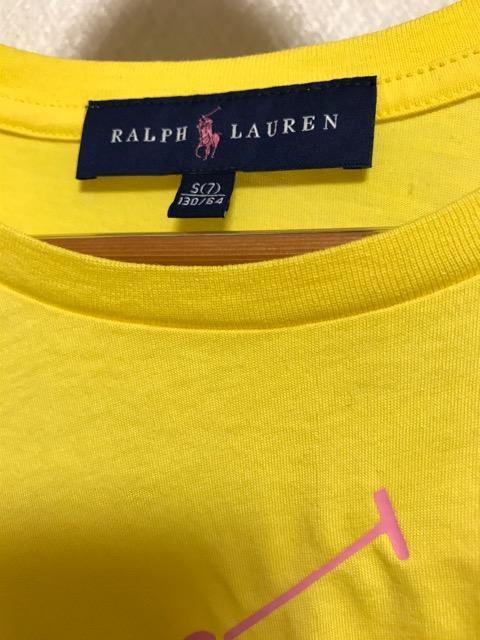 RALPH LAUREN
S(7)
130/64